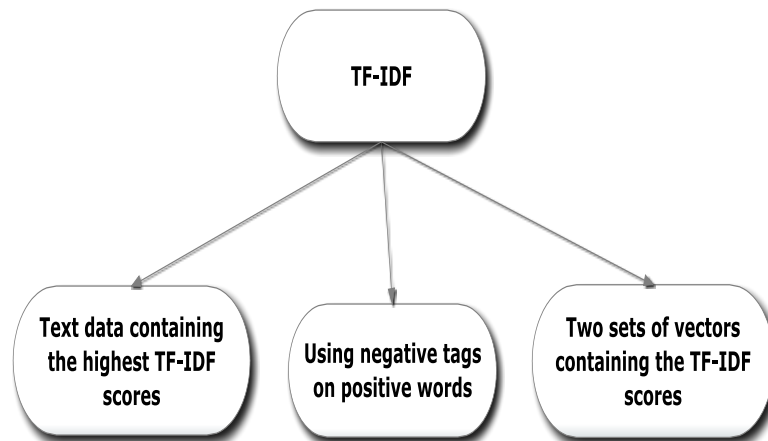 TF-IDF
Text data containing
the highest TF-IDF
scores
Using negative tags
on positive words
Two sets of vectors
containing the TF-IDF
scores